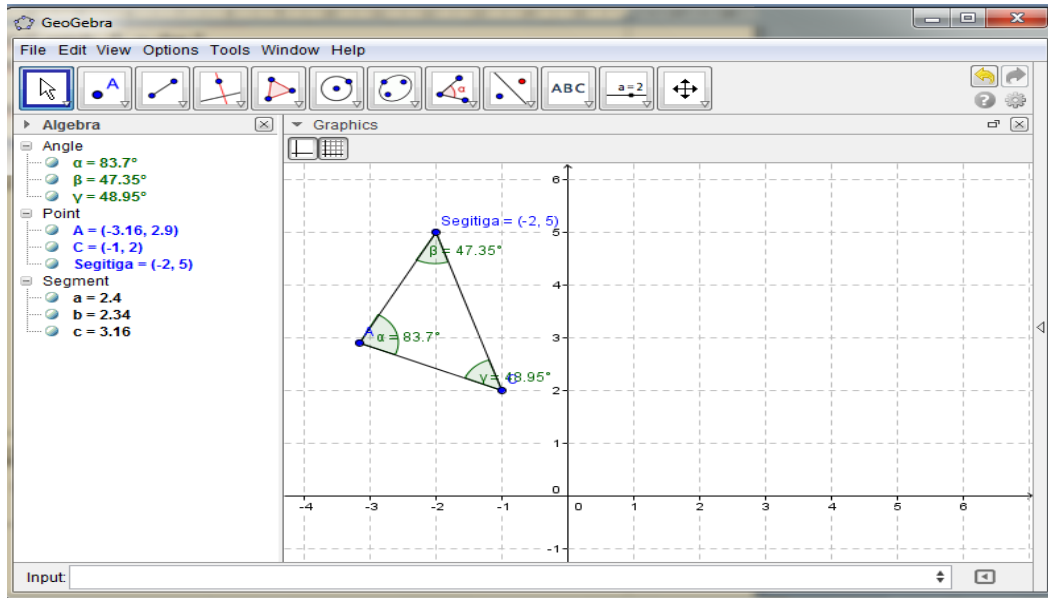 GeoGebra
File Edit View Options Tools Window Help
A α ABC a=2
Algebra
Graphics
Angle
α = 83.7°
β = 47.35°
γ = 48.95°
Point
A = (-3.16, 2.9)
C = (-1, 2)
Segitiga = (-2, 5)
Segment
a = 2.4
b = 2.34
c = 3.16
6
Segitiga = (-2, 5)
5
β = 47.35°
4
3
A α = 83.7°
γ = 48.95° C
2
1
0
-4 -3 -2 -1 0 1 2 3 4 5 6
-1
Input: